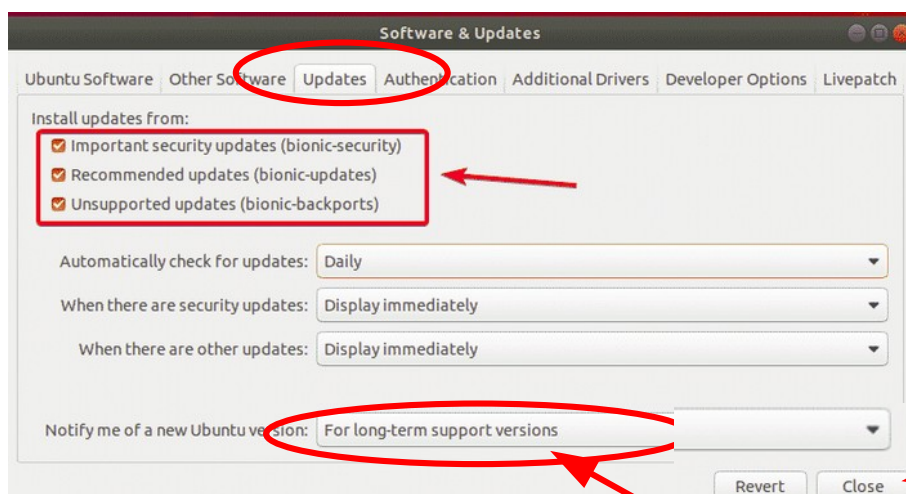 Software & Updates
Ubuntu Software Other Software Updates Authentication Additional Drivers Developer Options Livepatch
Install updates from:
Important security updates (bionic-security)
Recommended updates (bionic-updates)
Unsupported updates (bionic-backports)
Automatically check for updates: Daily
When there are security updates: Display immediately
When there are other updates: Display immediately
Notify me of a new Ubuntu version: For long-term support versions
Revert Close